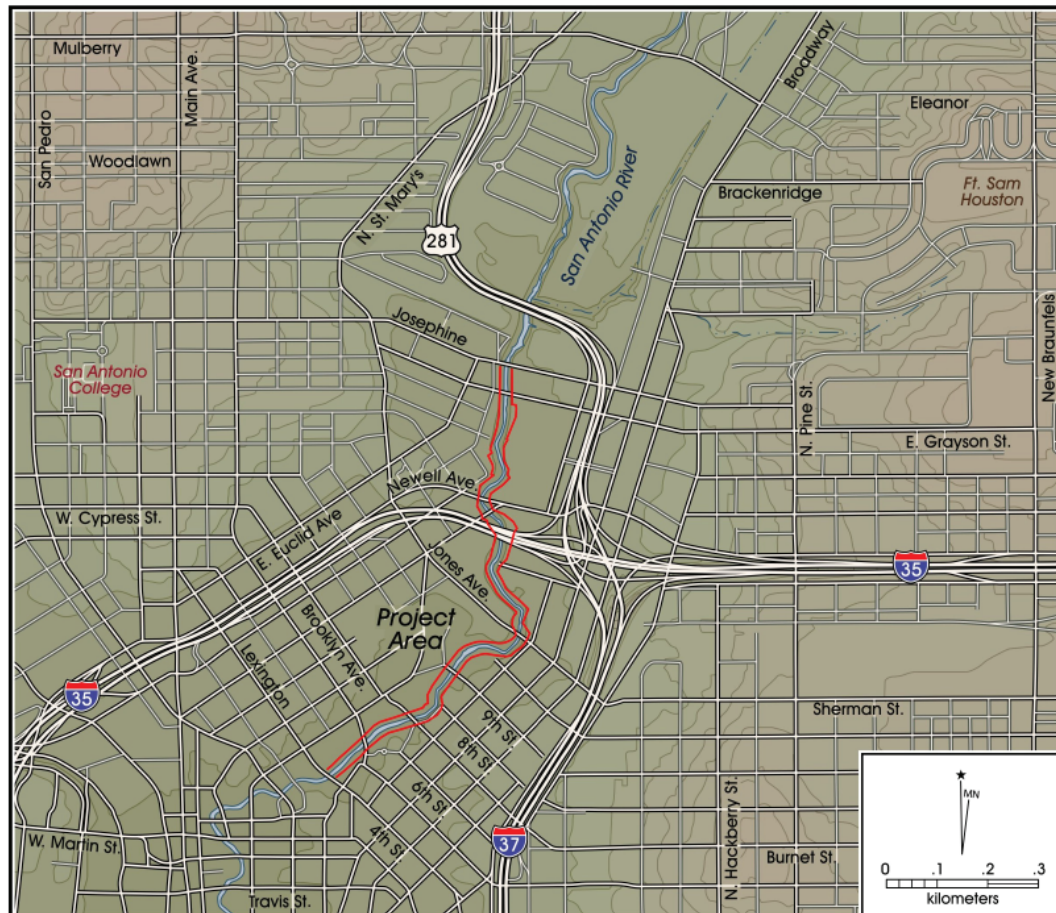 Mulberry
Main Ave.
San Pedro
Woodlawn
N. St. Mary's
281
San Antonio River
Broadway
Eleanor
Brackenridge
Ft. Sam
Houston
New Braunfels
Josephine
San Antonio
College
N. Pine St.
E. Grayson St.
Newell Ave.
W. Cypress St.
E. Euclid Ave
Jones Ave.
35
Project
Area
Brooklyn Ave.
Lexington
35
9th St.
8th St.
6th St.
4th St.
Sherman St.
37
N. Hackberry St.
W. Martin St.
Burnet St.
Travis St.
MN
0 .1 .2 .3
kilometers